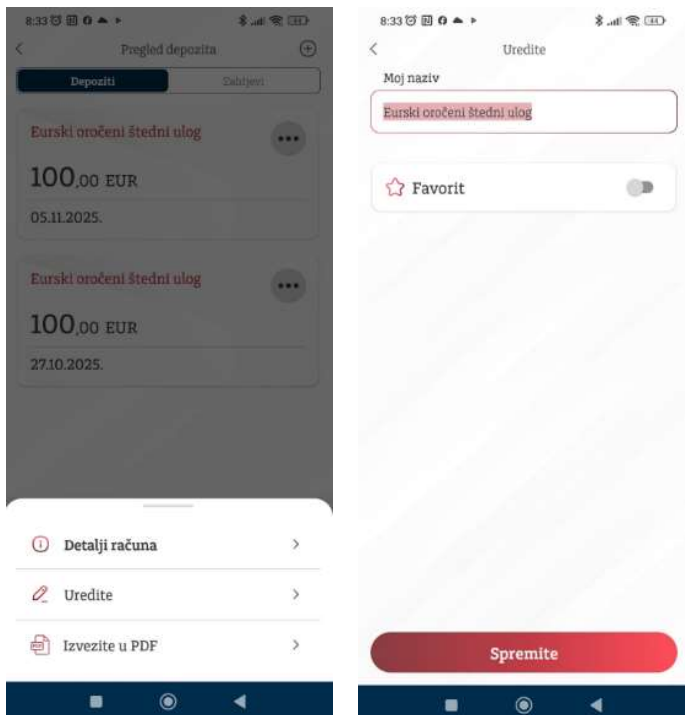 8:33
Pregled depozita
Depoziti
Zahtjevi
Eurski oročeni štedni ulog
100,00 EUR
05.11.2025.
Eurski oročeni štedni ulog
100,00 EUR
27.10.2025.
Detalji računa
Uredite
PDF
Izvezite u PDF
8:33
44
Uredite
Moj naziv
Eurski oročeni štedni ulog
Favorit
Spremite